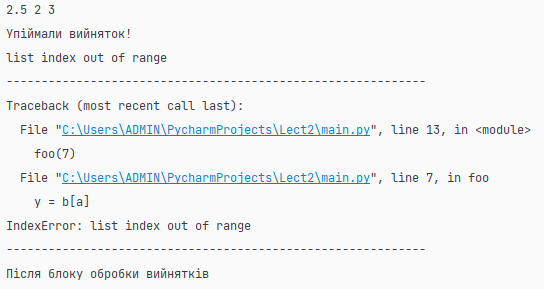 2.5 2 3
Упіймали вийняток!
list index out of range
------------------------------------------------------------
Traceback (most recent call last):
  File "C:\Users\ADMIN\PycharmProjects\Lect2\main.py", line 13, in <module>
    foo(7)
  File "C:\Users\ADMIN\PycharmProjects\Lect2\main.py", line 7, in foo
    y = b[a]
IndexError: list index out of range
------------------------------------------------------------
Після блоку обробки вийнятків